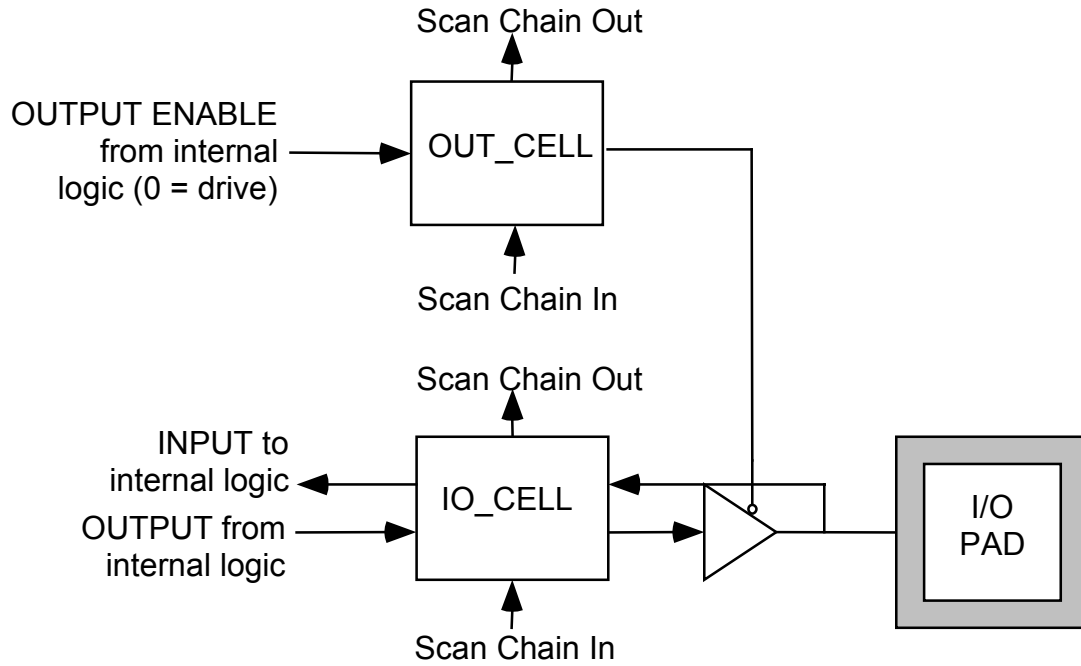 Scan Chain Out
OUTPUT ENABLE
from internal
logic (0 = drive)
OUT_CELL
Scan Chain In
Scan Chain Out
INPUT to
internal logic
OUTPUT from
internal logic
IO_CELL
I/O
PAD
Scan Chain In